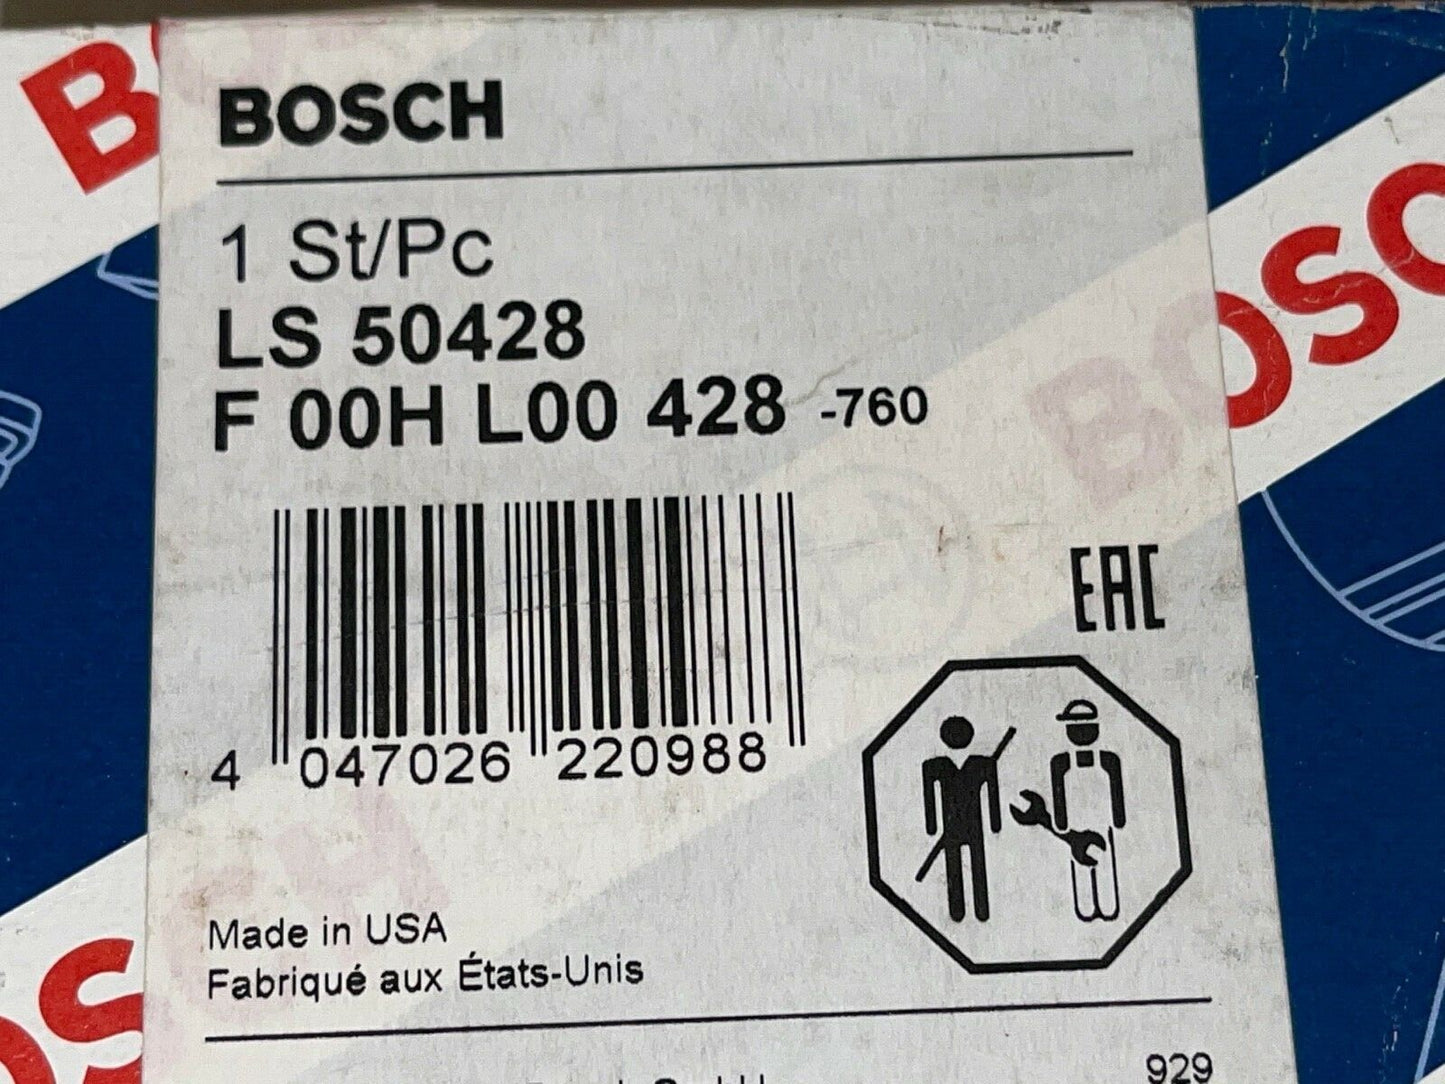 BOSCH
1 St/Pc
LS 50428
F 00H L00 428 -760
EAC
4 047026 220988
Made in USA
Fabriqué aux États-Unis
929
BOSC